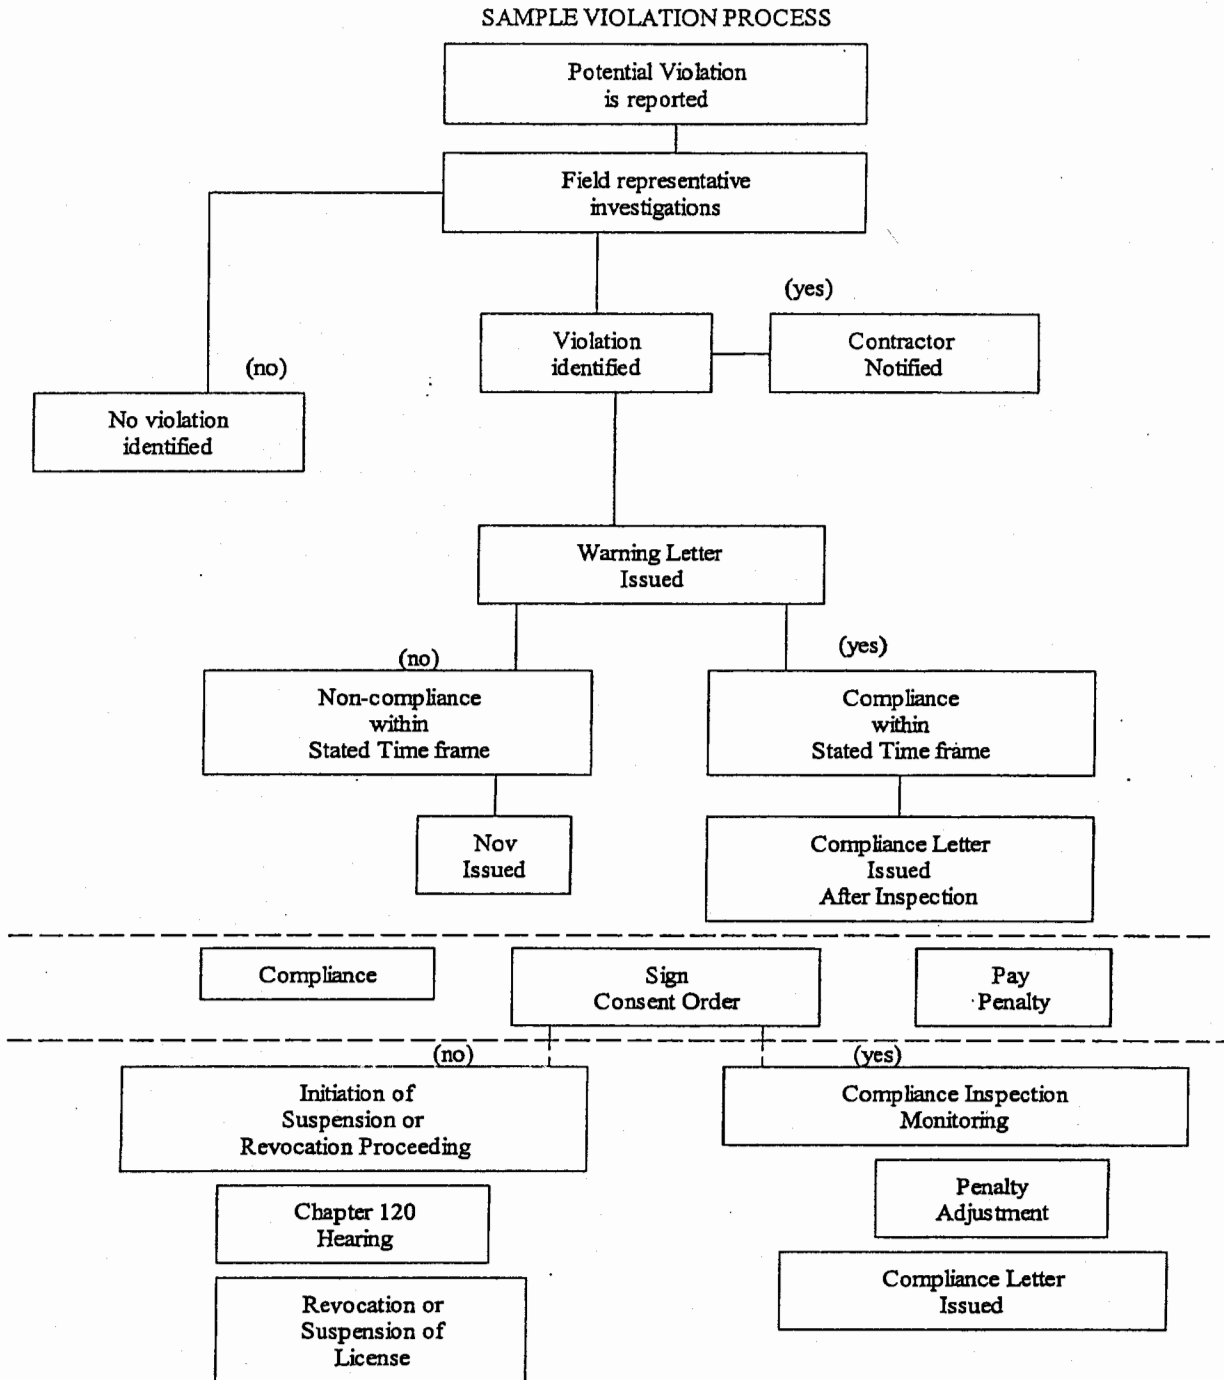 SAMPLE VIOLATION PROCESS
Potential Violation
is reported
Field representative
investigations
(yes)
Violation
identified
Contractor
Notified
(no)
No violation
identified
Warning Letter
Issued
(no)
(yes)
Non-compliance
within
Stated Time frame
Compliance
within
Stated Time frame
Nov
Issued
Compliance Letter
Issued
After Inspection
Compliance
Sign
Consent Order
Pay
Penalty
(no)
(yes)
Initiation of
Suspension or
Revocation Proceeding
Compliance Inspection
Monitoring
Chapter 120
Hearing
Penalty
Adjustment
Revocation or
Suspension of
License
Compliance Letter
Issued